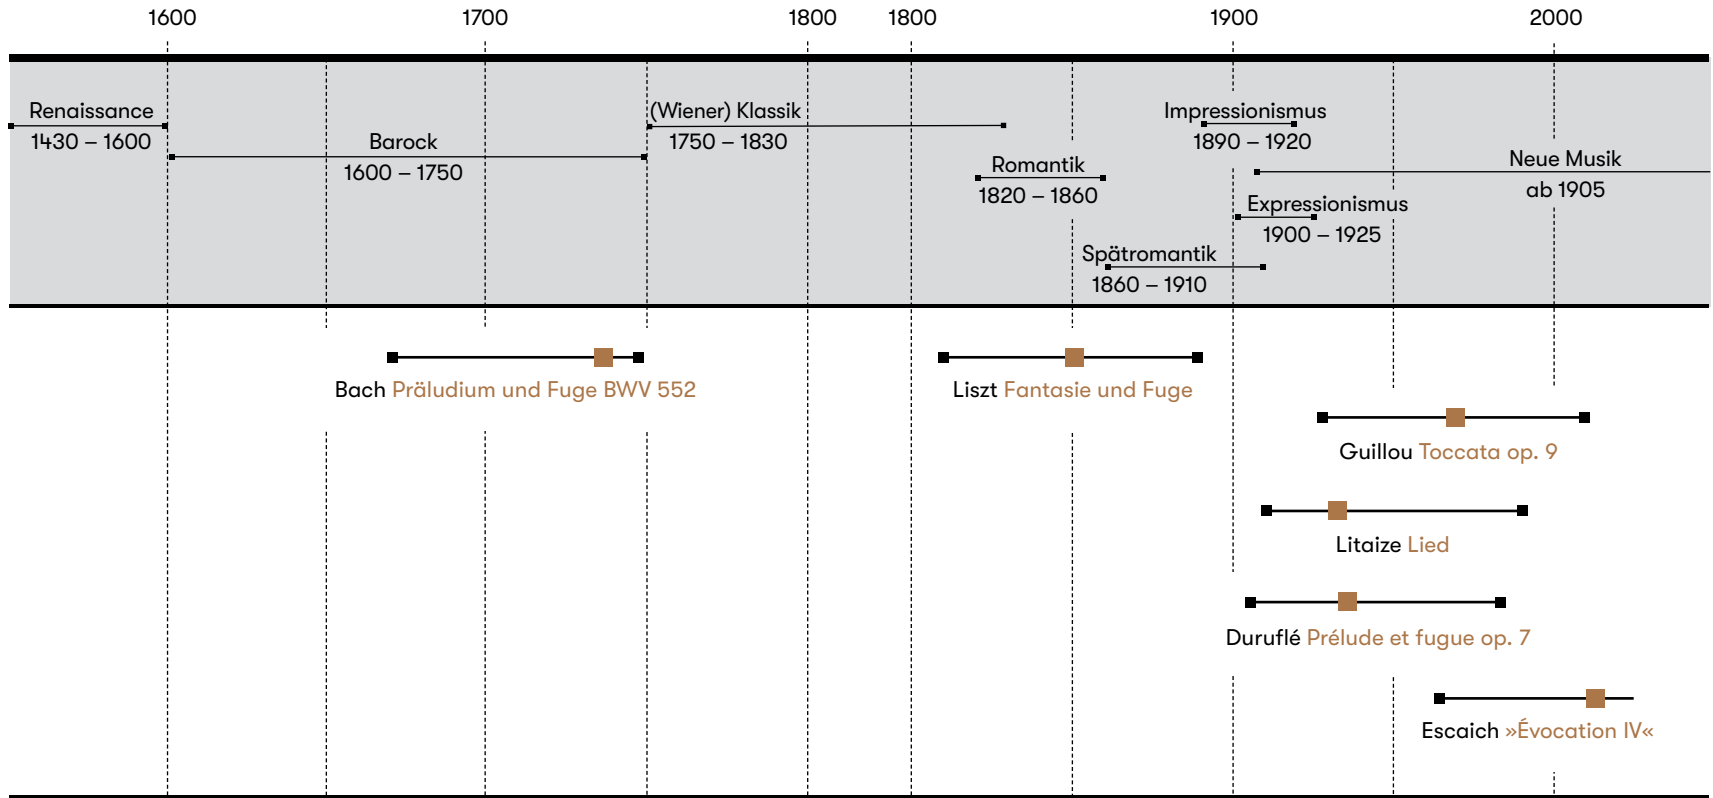 1600 1700 1800 1800 1900 2000
Renaissance
1430 – 1600
Barock
1600 – 1750
(Wiener) Klassik
1750 – 1830
Romantik
1820 – 1860
Spätromantik
1860 – 1910
Impressionismus
1890 – 1920
Expressionismus
1900 – 1925
Neue Musik
ab 1905
Bach Präludium und Fuge BWV 552
Liszt Fantasie und Fuge
Guillou Toccata op. 9
Litaize Lied
Duruflé Prélude et fugue op. 7
Escaich »Évocation IV«